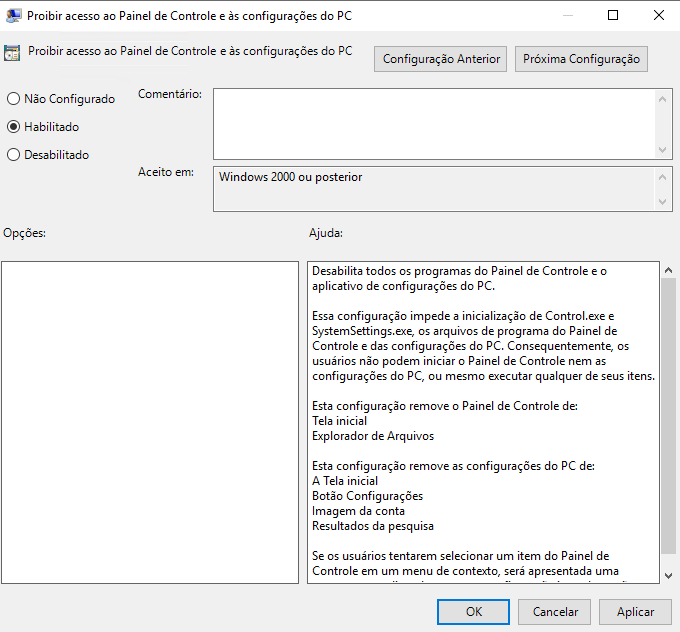 Proibir acesso ao Painel de Controle e às configurações do PC
Proibir acesso ao Painel de Controle e às configurações do PC
Configuração Anterior
Próxima Configuração
Não Configurado
Habilitado
Desabilitado
Comentário:
Aceito em:
Windows 2000 ou posterior
Opções:
Ajuda:
Desabilita todos os programas do Painel de Controle e o
aplicativo de configurações do PC.
Essa configuração impede a inicialização de Control.exe e
SystemSettings.exe, os arquivos de programa do Painel de
Controle e das configurações do PC. Consequentemente, os
usuários não podem iniciar o Painel de Controle nem as
configurações do PC, ou mesmo executar qualquer de seus itens.
Esta configuração remove o Painel de Controle de:
Tela inicial
Explorador de Arquivos
Esta configuração remove as configurações do PC de:
A Tela inicial
Botão Configurações
Imagem da conta
Resultados da pesquisa
Se os usuários tentarem selecionar um item do Painel de
Controle em um menu de contexto, será apresentada uma
OK
Cancelar
Aplicar